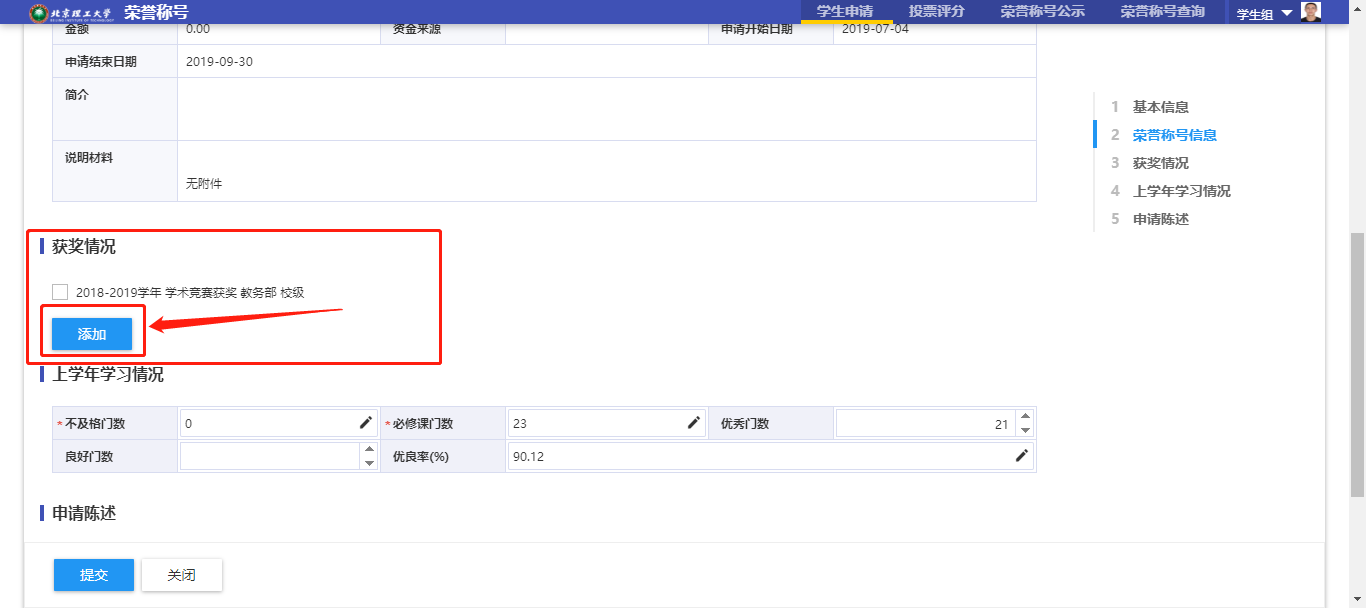 北京理工大学 荣誉称号 学生申请 投票评分 荣誉称号公示 荣誉称号查询 学生组
金额 0.00 资金来源 申请开始日期 2019-07-04
申请结束日期 2019-09-30
简介
说明材料
无附件
1 基本信息
2 荣誉称号信息
3 获奖情况
4 上学年学习情况
5 申请陈述
获奖情况
2018-2019学年 学术竞赛获奖 教务部 校级
添加
上学年学习情况
*不及格门数 0 *必修课门数 23 优秀门数 21
良好门数 优良率(%) 90.12
申请陈述
提交 关闭